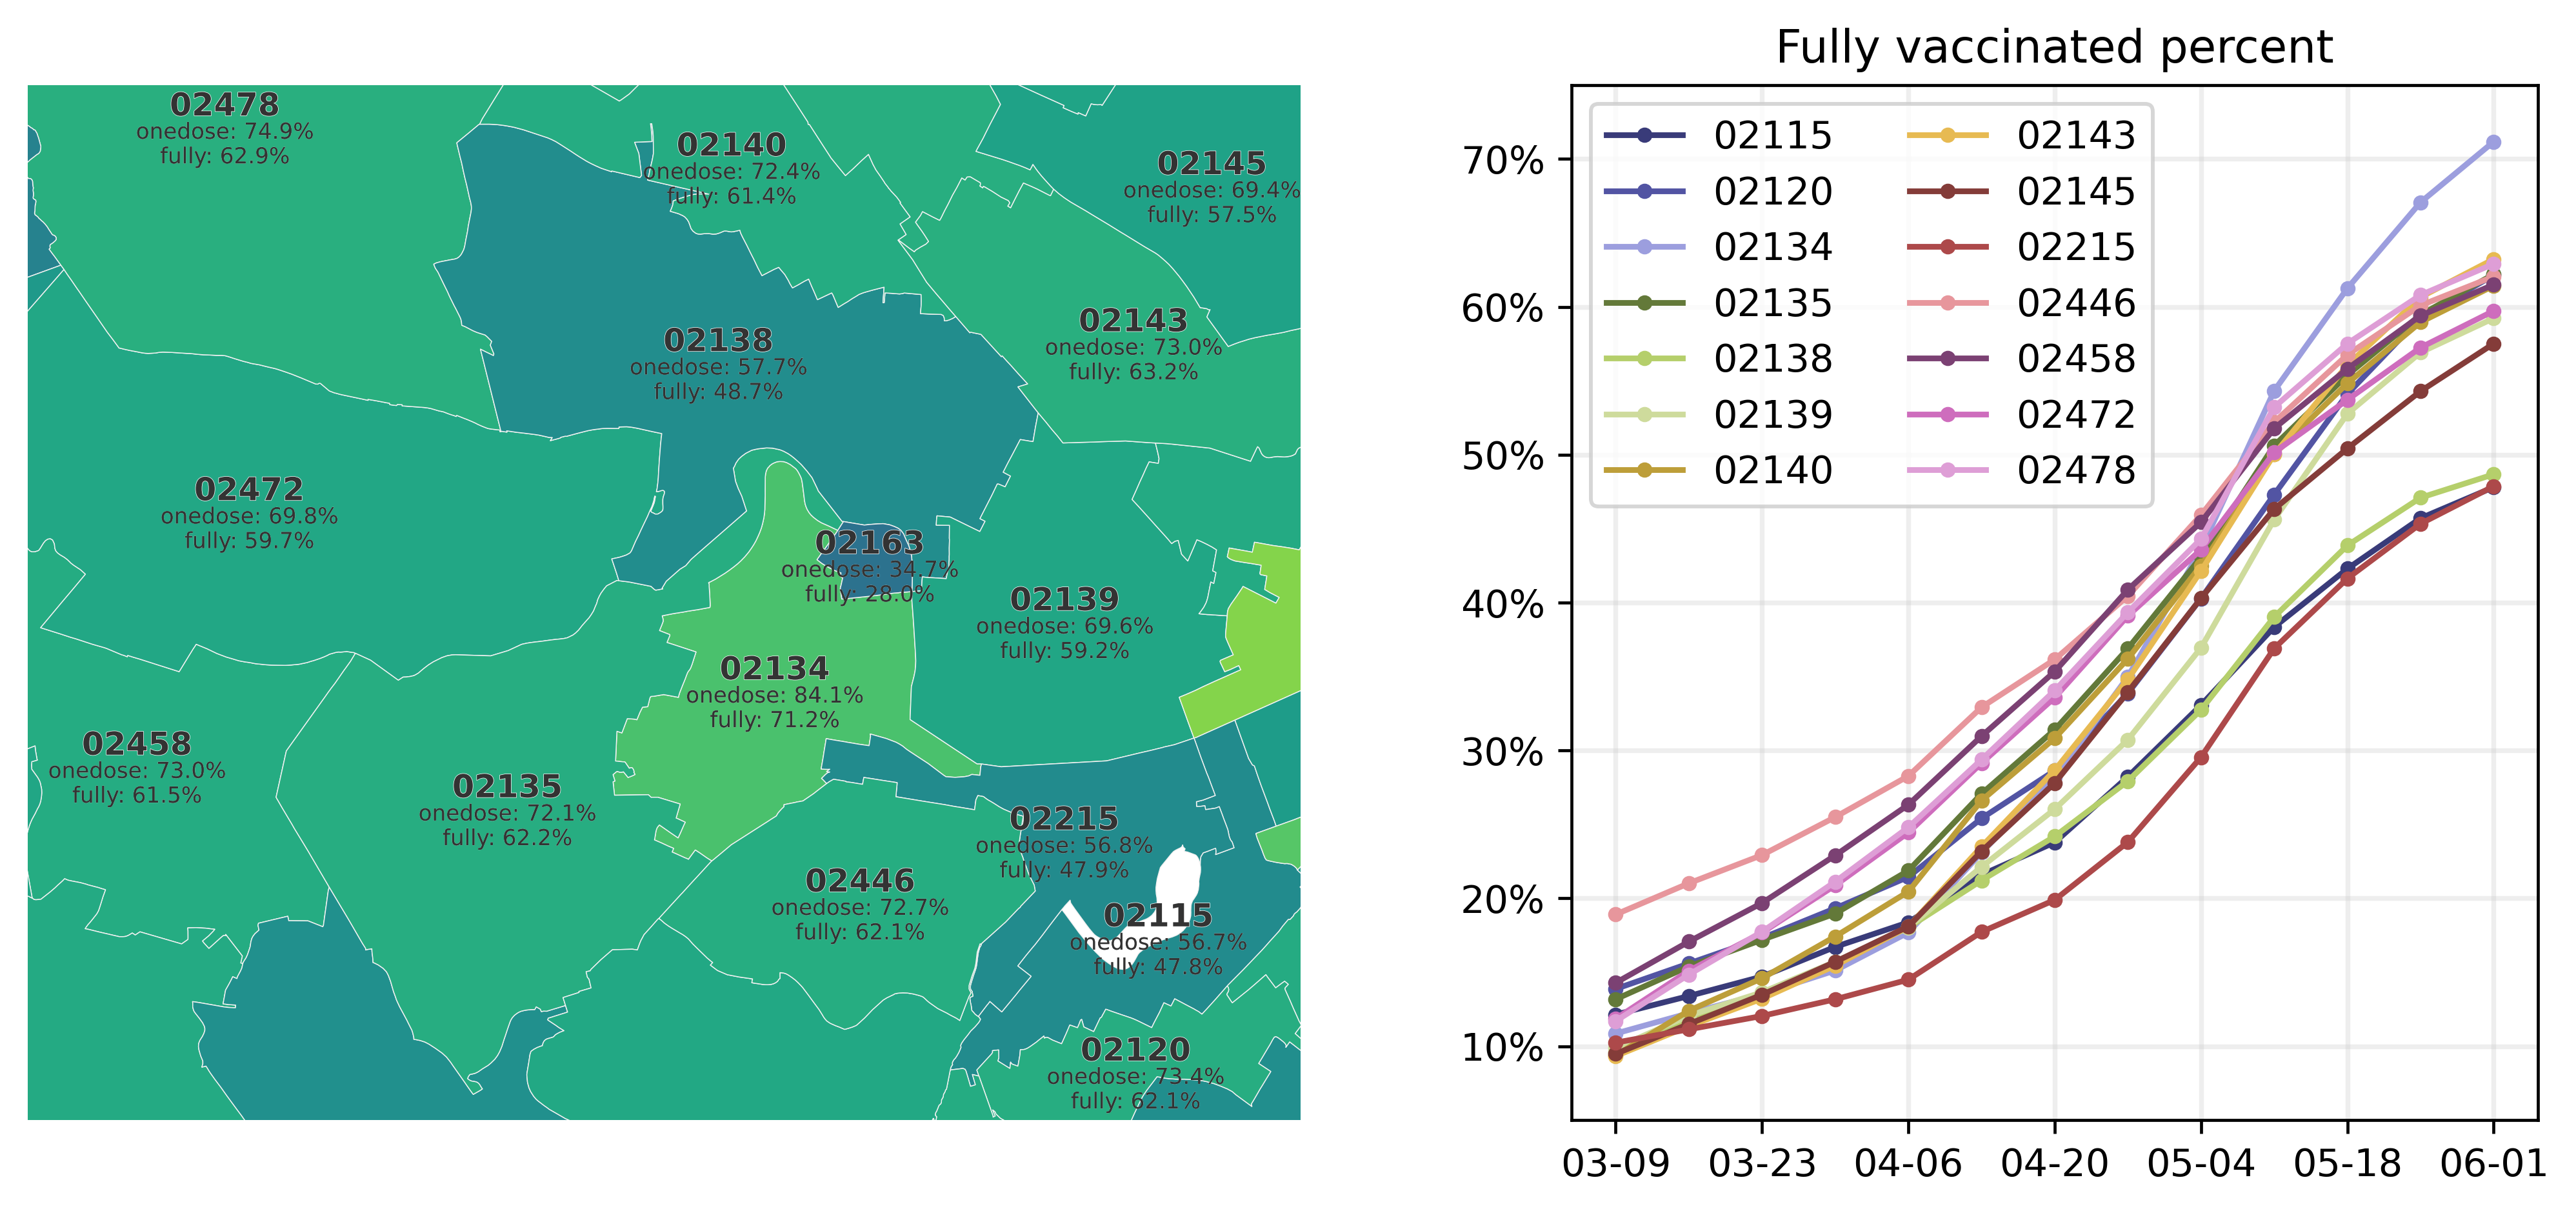 02478
onedose: 74.9%
fully: 62.9%
02140
onedose: 72.4%
fully: 61.4%
02145
onedose: 69.4%
fully: 57.5%
02138
onedose: 57.7%
fully: 48.7%
02143
onedose: 73.0%
fully: 63.2%
02472
onedose: 69.8%
fully: 59.7%
02163
onedose: 34.7%
fully: 28.0%
02139
onedose: 69.6%
fully: 59.2%
02134
onedose: 84.1%
fully: 71.2%
02458
onedose: 73.0%
fully: 61.5%
02135
onedose: 72.1%
fully: 62.2%
02215
onedose: 56.8%
fully: 47.9%
02446
onedose: 72.7%
fully: 62.1%
02115
onedose: 56.7%
fully: 47.8%
02120
onedose: 73.4%
fully: 62.1%
Fully vaccinated percent
02115
02120
02134
02135
02138
02139
02140
02143
02145
02215
02446
02458
02472
02478
70%
60%
50%
40%
30%
20%
10%
03-09 03-23 04-06 04-20 05-04 05-18 06-01